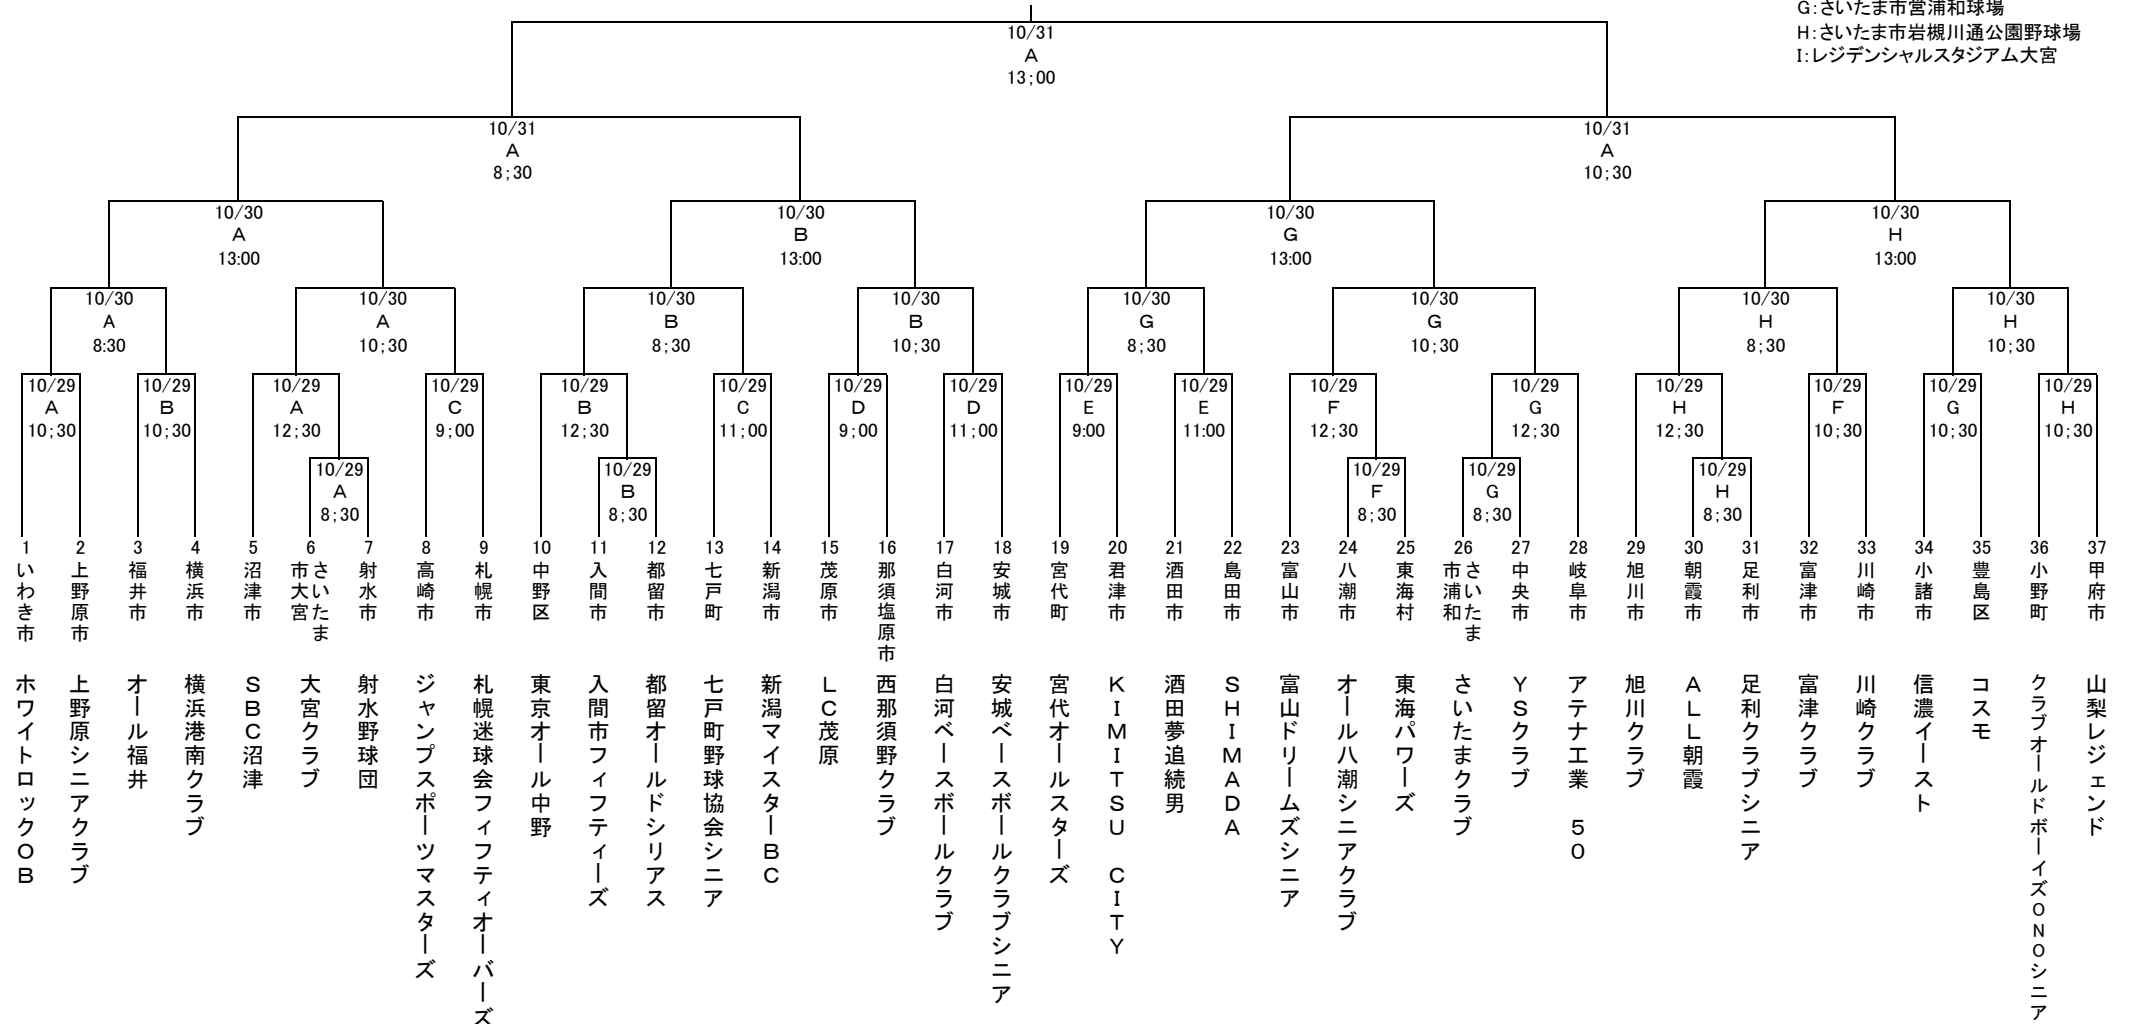 G:さいたま市営浦和球場
H:さいたま市岩槻川通公園野球場
I:レジデンシャルスタジアム大宮
10/31
A
13;00
10/31
A
8;30
10/31
A
10;30
10/30
A
13:00
10/30
B
13:00
10/30
G
13:00
10/30
H
13:00
10/30
A
8:30
10/30
A
10;30
10/30
B
8;30
10/30
B
10;30
10/30
G
8;30
10/30
G
10;30
10/30
H
8;30
10/30
H
10;30
10/29
A
10;30
10/29
B
10;30
10/29
A
12;30
10/29
C
9;00
10/29
B
12;30
10/29
C
11;00
10/29
D
9;00
10/29
D
11;00
10/29
E
9:00
10/29
E
11:00
10/29
F
12;30
10/29
G
12;30
10/29
H
12;30
10/29
F
10;30
10/29
G
10;30
10/29
H
10;30
10/29
A
8;30
10/29
B
8;30
10/29
F
8;30
10/29
G
8;30
10/29
H
8;30
1
いわき市
ホワイトロックOB
2
上野原市
上野原シニアクラブ
3
福井市
オール福井
4
横浜市
横浜港南クラブ
5
沼津市
SBC沼津
6
さいたま
市大宮
大宮クラブ
7
射水市
射水野球団
8
高崎市
ジャンプスポーツマスターズ
9
札幌市
札幌迷球会フィフティオーバーズ
10
中野区
東京オール中野
11
入間市
入間市フィフティーズ
12
都留市
都留オールドシリアス
13
七戸町
七戸町野球協会シニア
14
新潟市
新潟マイスターBC
15
茂原市
LC茂原
16
那須塩原市
西那須野クラブ
17
白河市
白河ベースボールクラブ
18
安城市
安城ベースボールクラブシニア
19
宮代町
宮代オールスターズ
20
君津市
KIMITSU CITY
21
酒田市
酒田夢追続男
22
島田市
SHIMADA
23
富山市
富山ドリームズシニア
24
八潮市
オール八潮シニアクラブ
25
東海村
東海パワーズ
26
さいたま
市浦和
さいたまクラブ
27
中央市
YSクラブ
28
岐阜市
アテナ工業 50
29
旭川市
旭川クラブ
30
朝霞市
ALL朝霞
31
足利市
足利クラブシニア
32
富津市
富津クラブ
33
川崎市
川崎クラブ
34
小諸市
信濃イースト
35
豊島区
コスモ
36
小野町
クラブオールドボーイズONOシニア
37
甲府市
山梨レジェンド